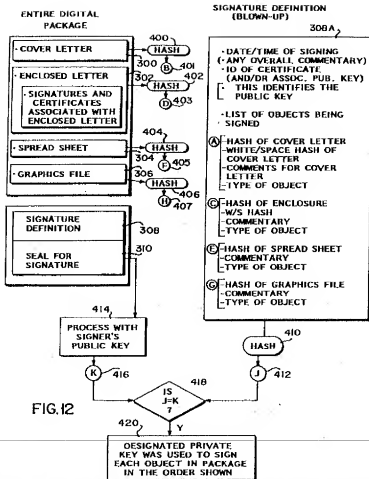 ENTIRE DIGITAL
PACKAGE
· COVER LETTER
300
400
HASH
B
401
· ENCLOSED LETTER
302
HASH
402
D
403
· SIGNATURES AND
CERTIFICATES
ASSOCIATED WITH
ENCLOSED LETTER
404
· SPREAD SHEET
304
HASH
F
405
· GRAPHICS FILE
306
HASH
406
H
407
SIGNATURE
DEFINITION
308
310
SEAL FOR
SIGNATURE
414
PROCESS WITH
SIGNER'S
PUBLIC KEY
K
416
SIGNATURE DEFINITION
(BLOWN-UP)
308A
· DATE/TIME OF SIGNING
(· ANY OVERALL COMMENTARY)
· ID OF CERTIFICATE
(AND/OR ASSOC. PUB. KEY)
THIS IDENTIFIES THE
PUBLIC KEY
· LIST OF OBJECTS BEING
SIGNED
A -HASH OF COVER LETTER
-WHITE/SPACE HASH OF
COVER LETTER
-COMMENTS FOR COVER
LETTER
-TYPE OF OBJECT
C -HASH OF ENCLOSURE
-W/S HASH
-COMMENTARY
-TYPE OF OBJECT
E -HASH OF SPREAD SHEET
-COMMENTARY
-TYPE OF OBJECT
G -HASH OF GRAPHICS FILE
-COMMENTARY
-TYPE OF OBJECT
HASH
410
J
412
IS
J=K
?
418
Y
FIG.12
420
DESIGNATED PRIVATE
KEY WAS USED TO SIGN
EACH OBJECT IN PACKAGE
IN THE ORDER SHOWN